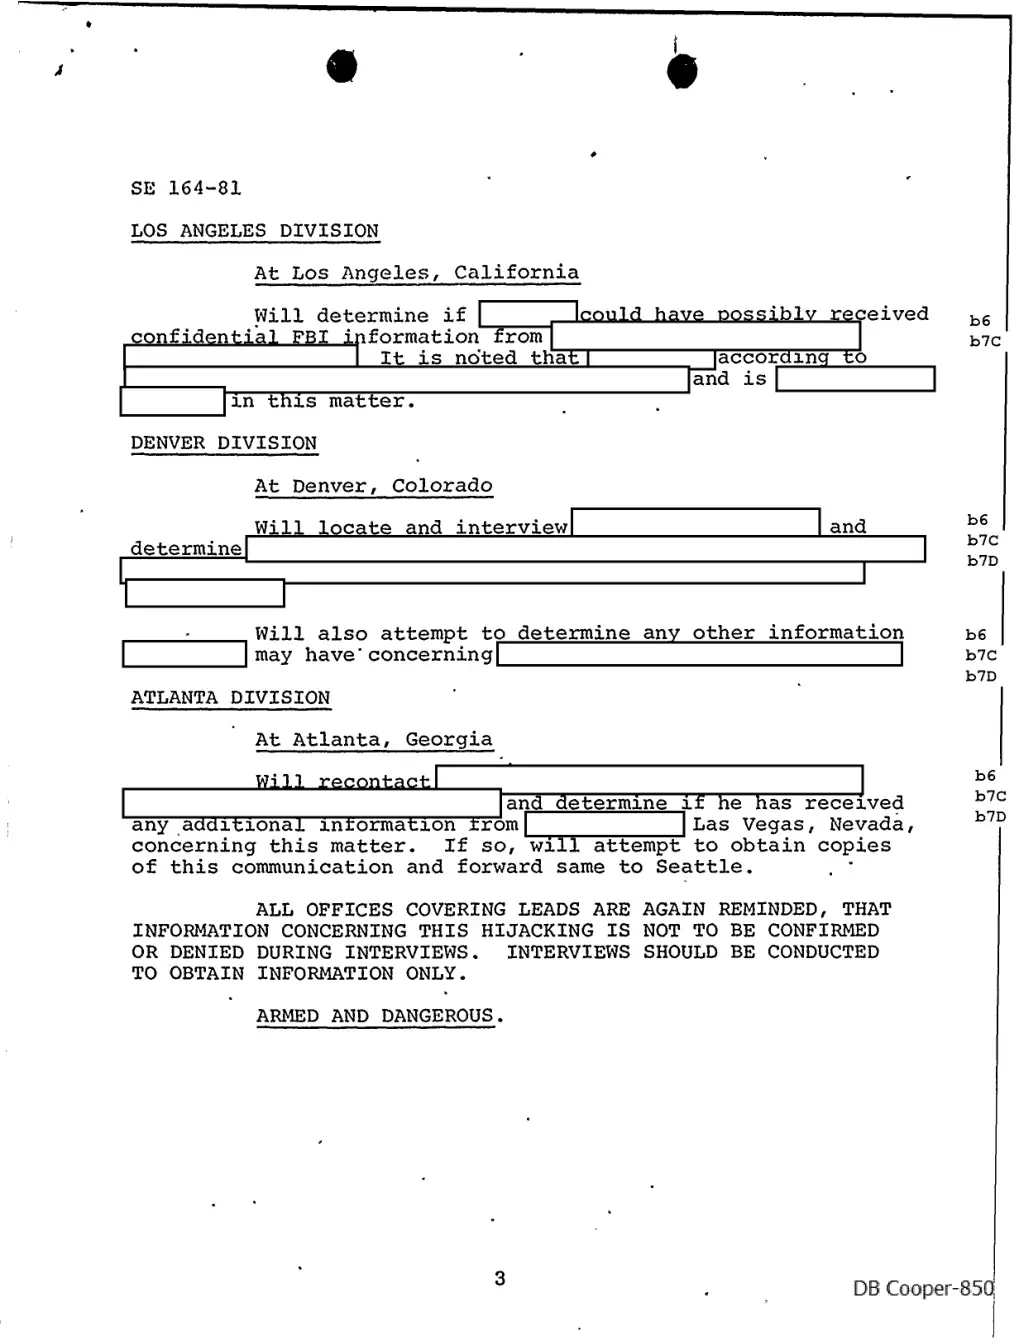 SE 164-81
LOS ANGELES DIVISION
At Los Angeles, California
Will determine if could have possibly received
b6
confidential FBI information from
b7C
It is noted that according to
and is
in this matter.
DENVER DIVISION
At Denver, Colorado
Will locate and interview and
b6
determine
b7C
b7D
Will also attempt to determine any other information
b6
may have concerning
b7C
b7D
ATLANTA DIVISION
At Atlanta, Georgia
Will recontact
b6
and determine if he has received
b7C
any additional information from Las Vegas, Nevada,
b7D
concerning this matter. If so, will attempt to obtain copies
of this communication and forward same to Seattle.
ALL OFFICES COVERING LEADS ARE AGAIN REMINDED, THAT
INFORMATION CONCERNING THIS HIJACKING IS NOT TO BE CONFIRMED
OR DENIED DURING INTERVIEWS. INTERVIEWS SHOULD BE CONDUCTED
TO OBTAIN INFORMATION ONLY.
ARMED AND DANGEROUS.
3
DB Cooper-850